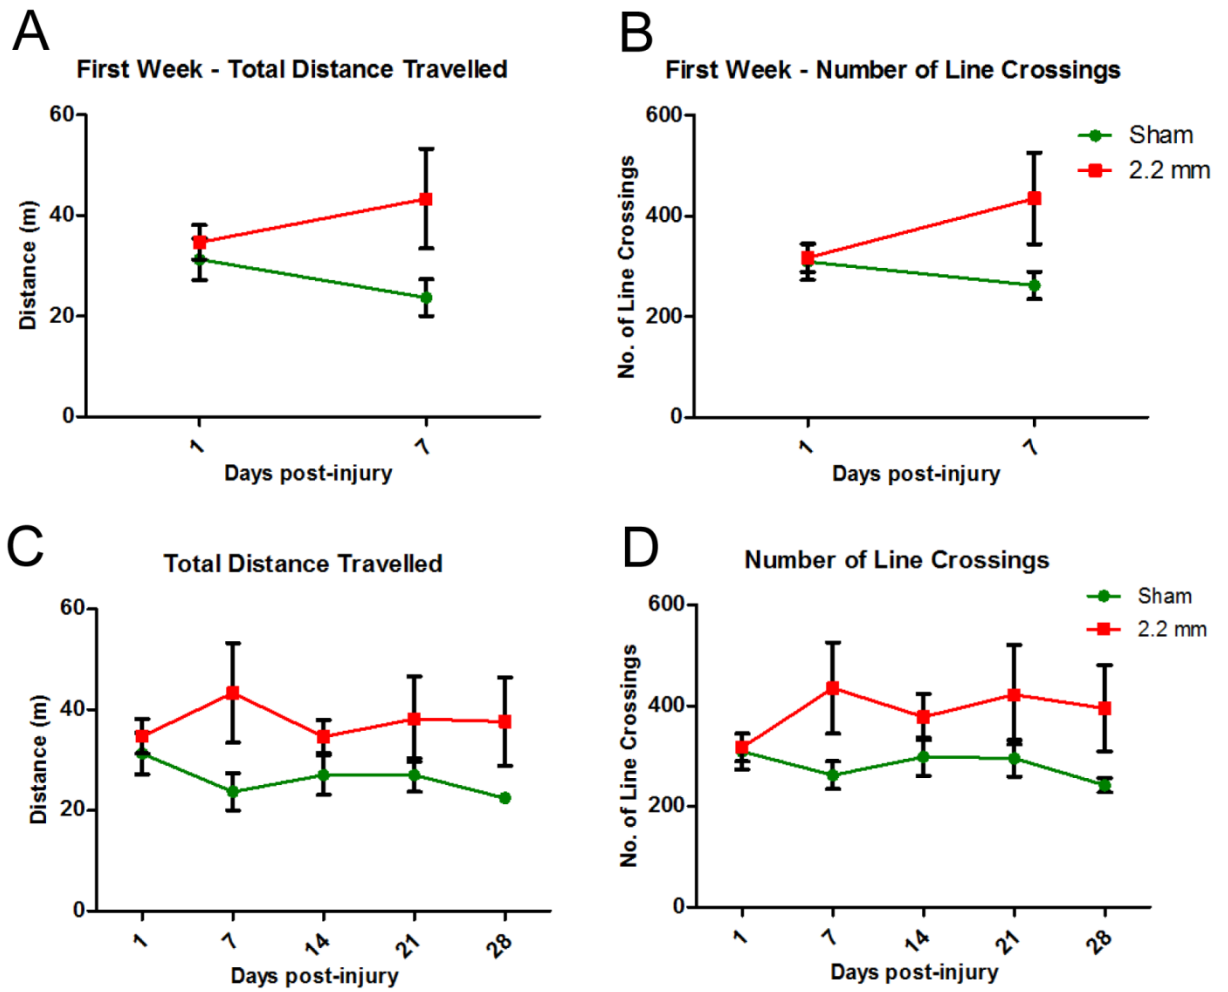 A
First Week - Total Distance Travelled
60
40
20
0
Distance (m)
1
7
Days post-injury
B
First Week - Number of Line Crossings
600
400
200
0
No. of Line Crossings
1
7
Days post-injury
Sham
2.2 mm
C
Total Distance Travelled
60
40
20
0
Distance (m)
1
7
14
21
28
Days post-injury
D
Number of Line Crossings
600
400
200
0
No. of Line Crossings
1
7
14
21
28
Days post-injury
Sham
2.2 mm